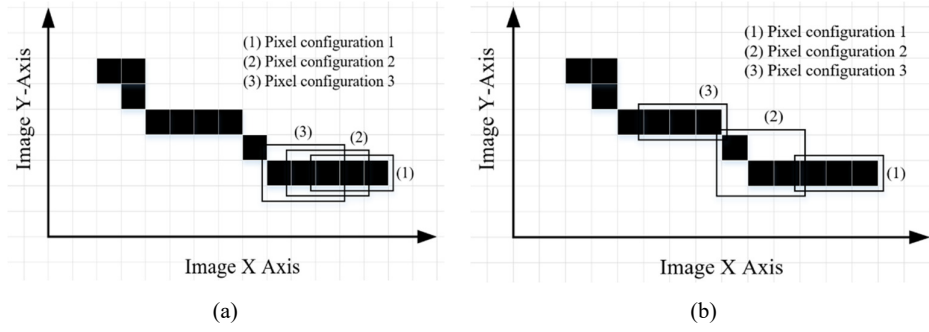 (1) Pixel configuration 1
(2) Pixel configuration 2
(3) Pixel configuration 3
Image Y-Axis
(3)
(2)
(1)
Image X Axis
(a)
(1) Pixel configuration 1
(2) Pixel configuration 2
(3) Pixel configuration 3
Image Y-Axis
(3)
(2)
(1)
Image X Axis
(b)